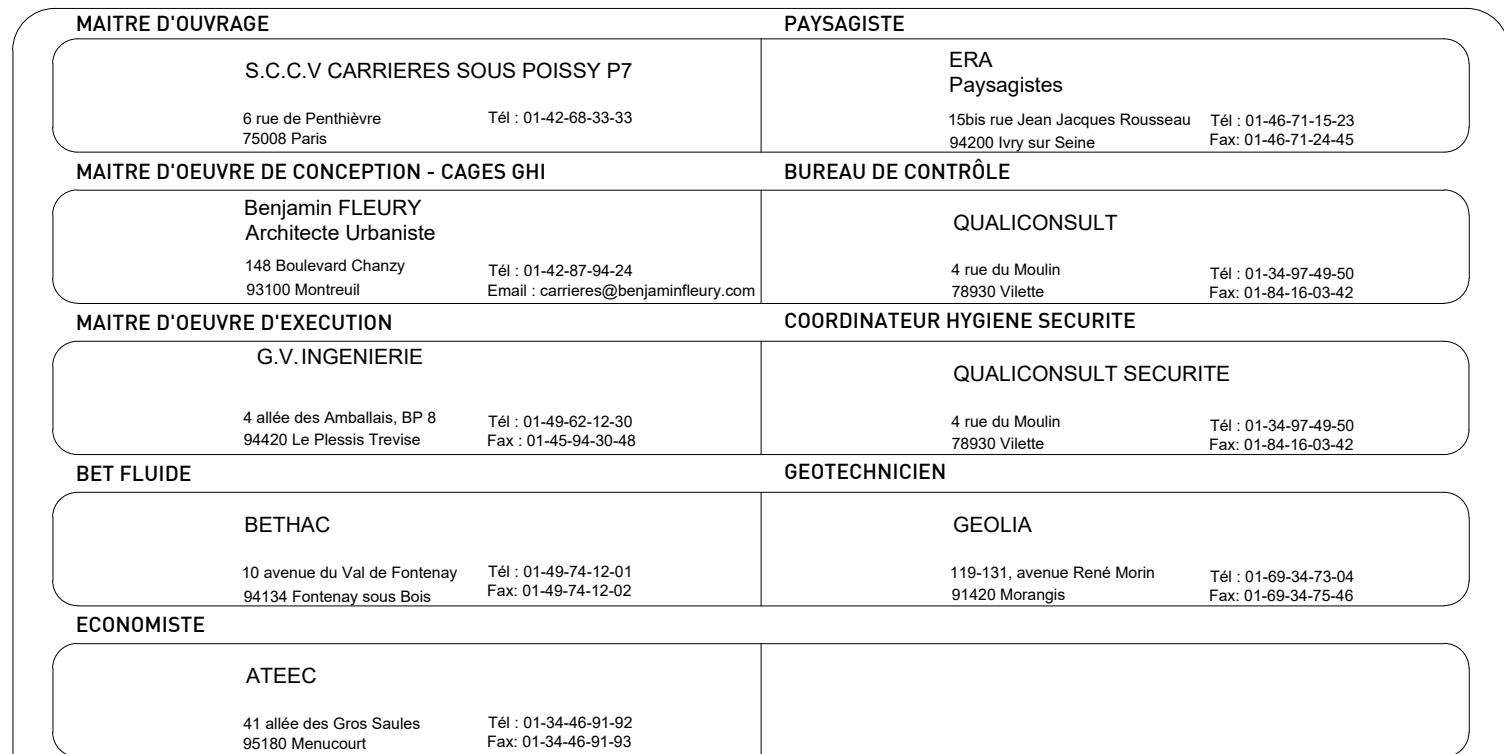 MAITRE D'OUVRAGE
S.C.C.V CARRIERES SOUS POISSY P7
6 rue de Penthièvre
75008 Paris
Tél : 01-42-68-33-33
PAYSAGISTE
ERA
Paysagistes
15bis rue Jean Jacques Rousseau
94200 Ivry sur Seine
Tél : 01-46-71-15-23
Fax: 01-46-71-24-45
MAITRE D'OEUVRE DE CONCEPTION - CAGES GHI
Benjamin FLEURY
Architecte Urbaniste
148 Boulevard Chanzy
93100 Montreuil
Tél : 01-42-87-94-24
Email : carrieres@benjaminfleury.com
BUREAU DE CONTRÔLE
QUALICONSULT
4 rue du Moulin
78930 Vilette
Tél : 01-34-97-49-50
Fax: 01-84-16-03-42
MAITRE D'OEUVRE D'EXECUTION
G.V. INGENIERIE
4 allée des Amballais, BP 8
94420 Le Plessis Trevise
Tél : 01-49-62-12-30
Fax : 01-45-94-30-48
COORDINATEUR HYGIENE SECURITE
QUALICONSULT SECURITE
4 rue du Moulin
78930 Vilette
Tél : 01-34-97-49-50
Fax: 01-84-16-03-42
BET FLUIDE
BETHAC
10 avenue du Val de Fontenay
94134 Fontenay sous Bois
Tél : 01-49-74-12-01
Fax: 01-49-74-12-02
GEOTECHNICIEN
GEOLIA
119-131, avenue René Morin
91420 Morangis
Tél : 01-69-34-73-04
Fax: 01-69-34-75-46
ECONOMISTE
ATEEC
41 allée des Gros Saules
95180 Menucourt
Tél : 01-34-46-91-92
Fax: 01-34-46-91-93